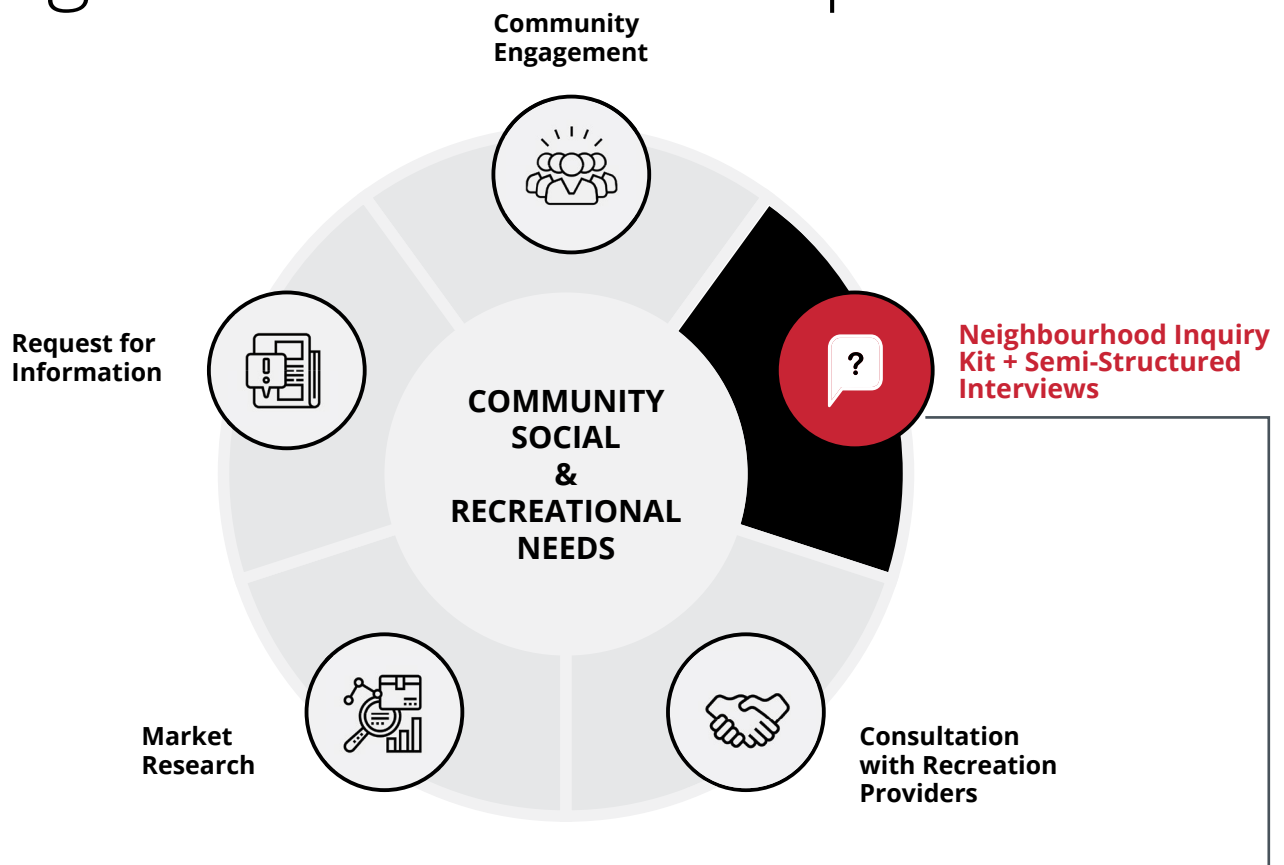 Community
Engagement
Request for
Information
COMMUNITY
SOCIAL
&
RECREATIONAL
NEEDS
?
Neighbourhood Inquiry
Kit + Semi-Structured
Interviews
!
Market
Research
Consultation
with Recreation
Providers